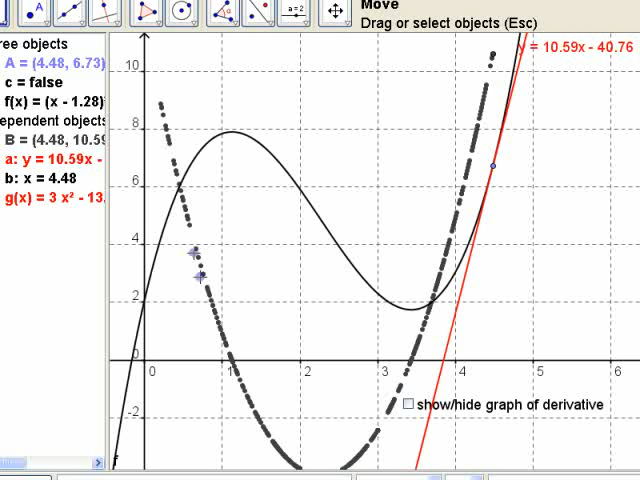 A
a=2
Move
Drag or select objects (Esc)
ree objects
A = (4.48, 6.73)
c = false
f(x) = (x - 1.28)
ependent objects
B = (4.48, 10.59
a: y = 10.59x -
b: x = 4.48
g(x) = 3 x² - 13.
y = 10.59x - 40.76
10
8
6
4
2
0
-2
0 1 2 3 4 5 6
show/hide graph of derivative
f